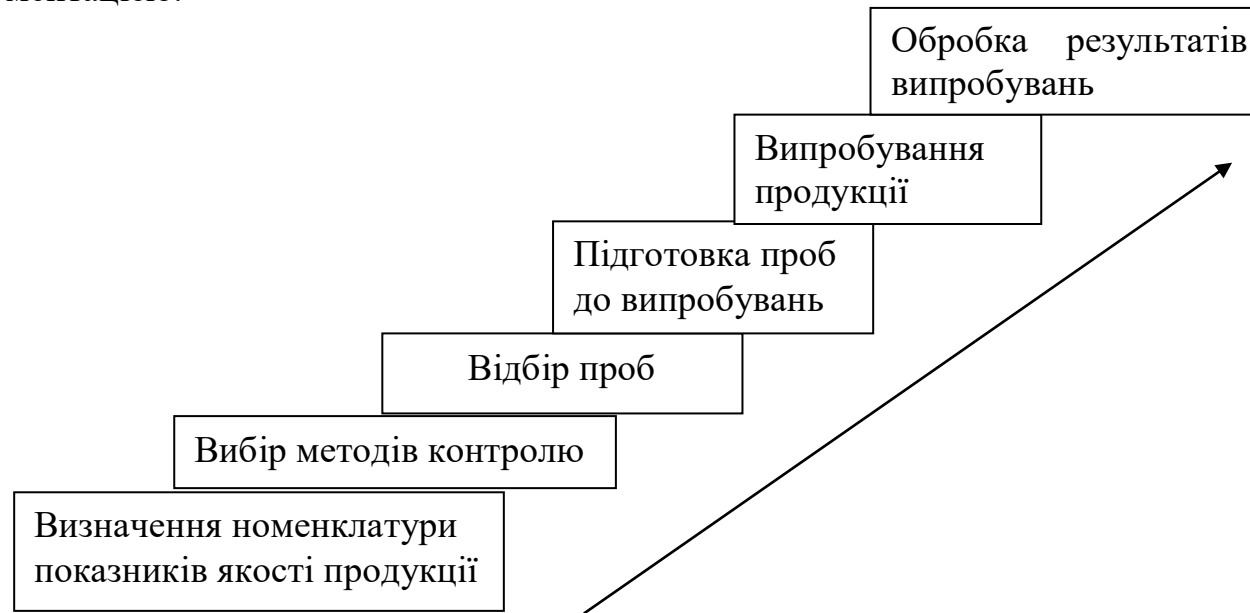 Обробка результатів
випробувань
Випробування
продукції
Підготовка проб
до випробувань
Відбір проб
Вибір методів контролю
Визначення номенклатури
показників якості продукції